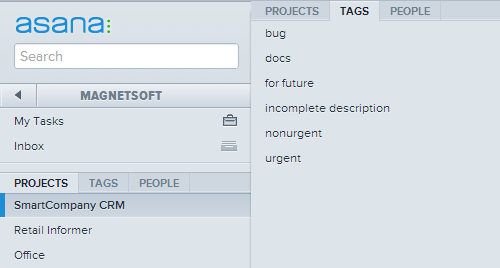 asana:
Search
MAGNETSOFT
My Tasks
Inbox
PROJECTS TAGS PEOPLE
SmartCompany CRM
Retail Informer
Office
PROJECTS TAGS PEOPLE
bug
docs
for future
incomplete description
nonurgent
urgent